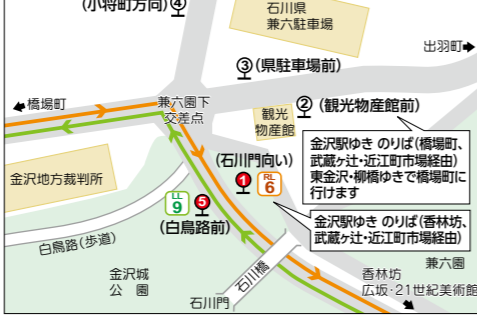 (小将町方向)④
石川県
兼六駐車場
出羽町
③(県駐車場前)
橋場町
兼六園下
交差点
観光
物産館
② (観光物産館前)
金沢駅ゆき のりば(橋場町、
武蔵ヶ辻・近江町市場経由)
東金沢・柳橋ゆきで橋場町に
行けます
(石川門向い)
金沢地方裁判所
1
RL
6
LL
9
5
(白鳥路前)
金沢駅ゆき のりば(香林坊、
武蔵ヶ辻・近江町市場経由)
白鳥路(歩道)
兼六園
石川橋
金沢城
公園
香林坊
広坂・21世紀美術館
石川門